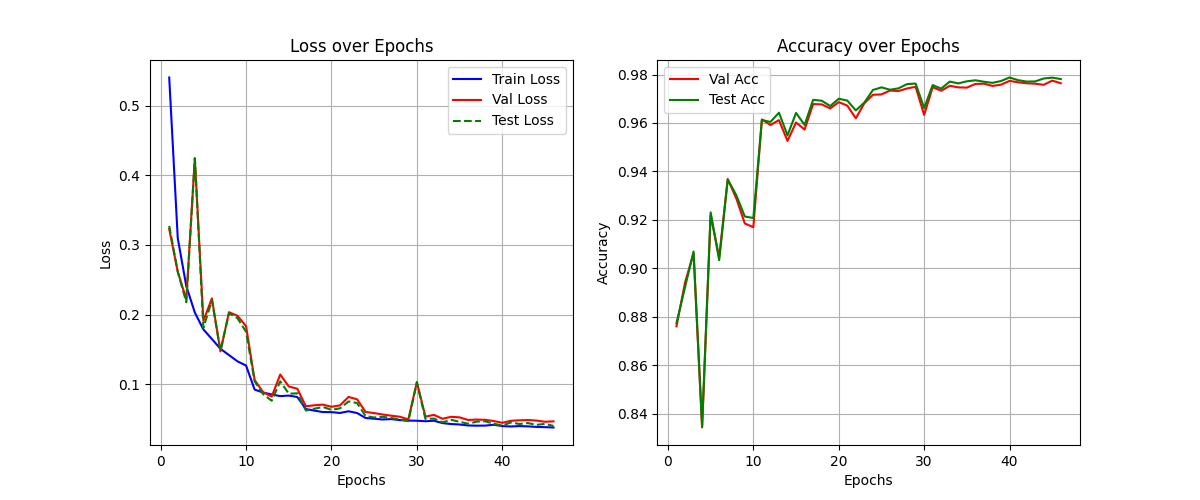 Loss over Epochs
Train Loss
Val Loss
Test Loss
0.5
0.4
0.3
0.2
0.1
0
10
20
30
40
Epochs
Loss
Accuracy over Epochs
Val Acc
Test Acc
0.98
0.96
0.94
0.92
0.90
0.88
0.86
0.84
0
10
20
30
40
Epochs
Accuracy